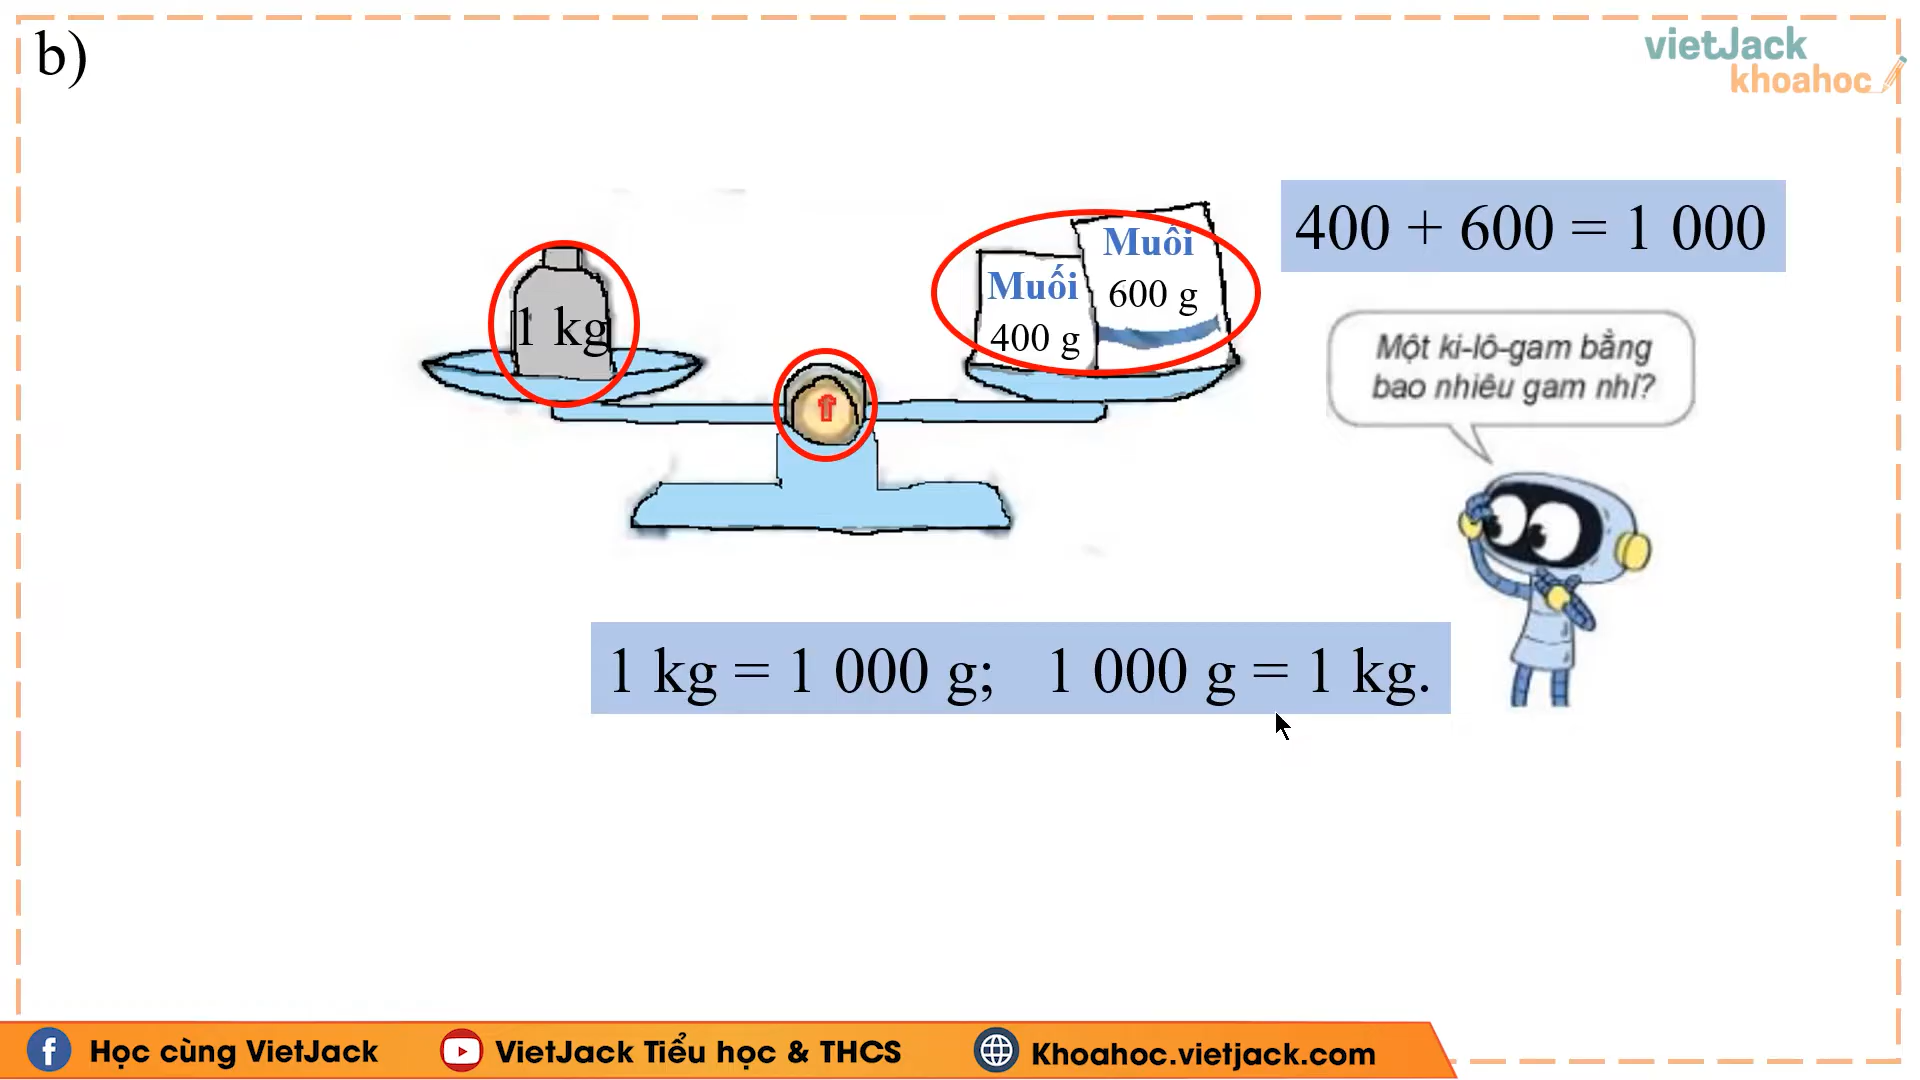 b)
vietJack
khoahoc
400 + 600 = 1 000
Muối
600 g
Muối
400 g
1 kg
Một ki-lô-gam bằng
bao nhiêu gam nhỉ?
1 kg = 1 000 g; 1 000 g = 1 kg.
Học cùng VietJack
VietJack Tiểu học & THCS
Khoahoc.vietjack.com